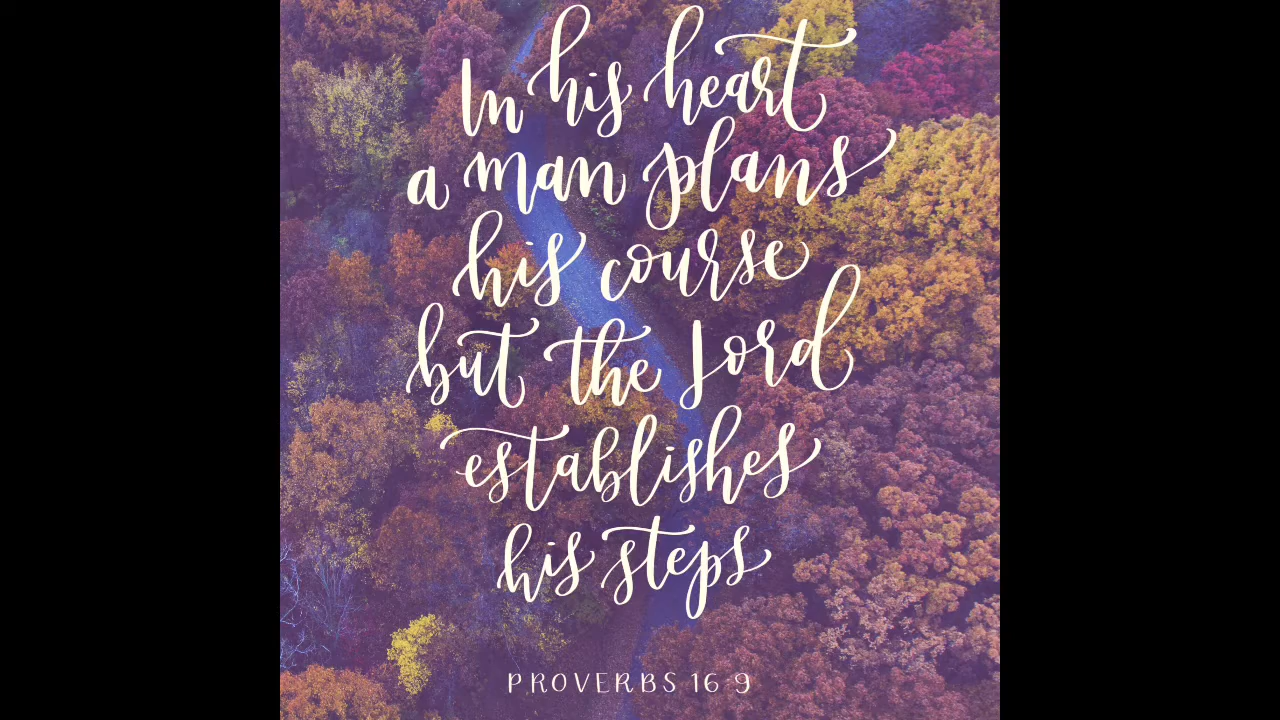 In his heart
a man plans
his course
but the Lord
establishes
his steps
PROVERBS 16 9